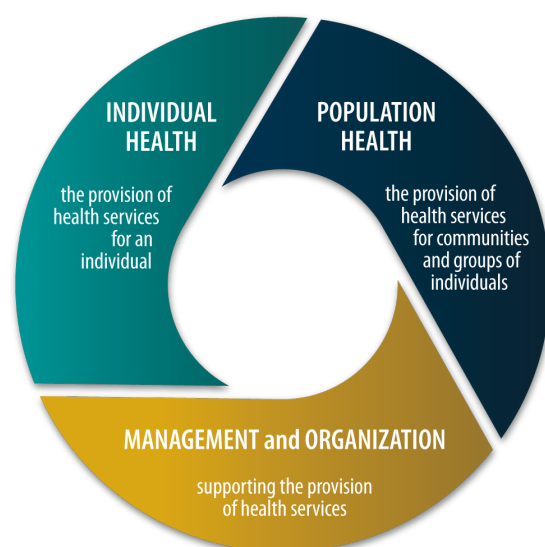 INDIVIDUAL
HEALTH
the provision of
health services
for an
individual
POPULATION
HEALTH
the provision of
health services
for communities
and groups of
individuals
MANAGEMENT and ORGANIZATION
supporting the provision
of health services